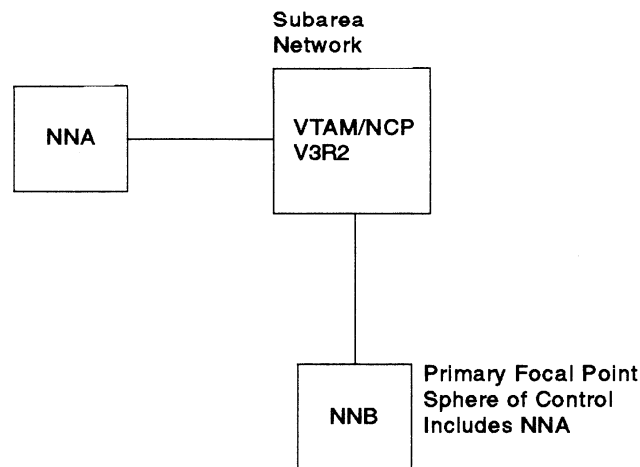 Subarea
Network
NNA
VTAM/NCP
V3R2
NNB
Primary Focal Point
Sphere of Control
Includes NNA